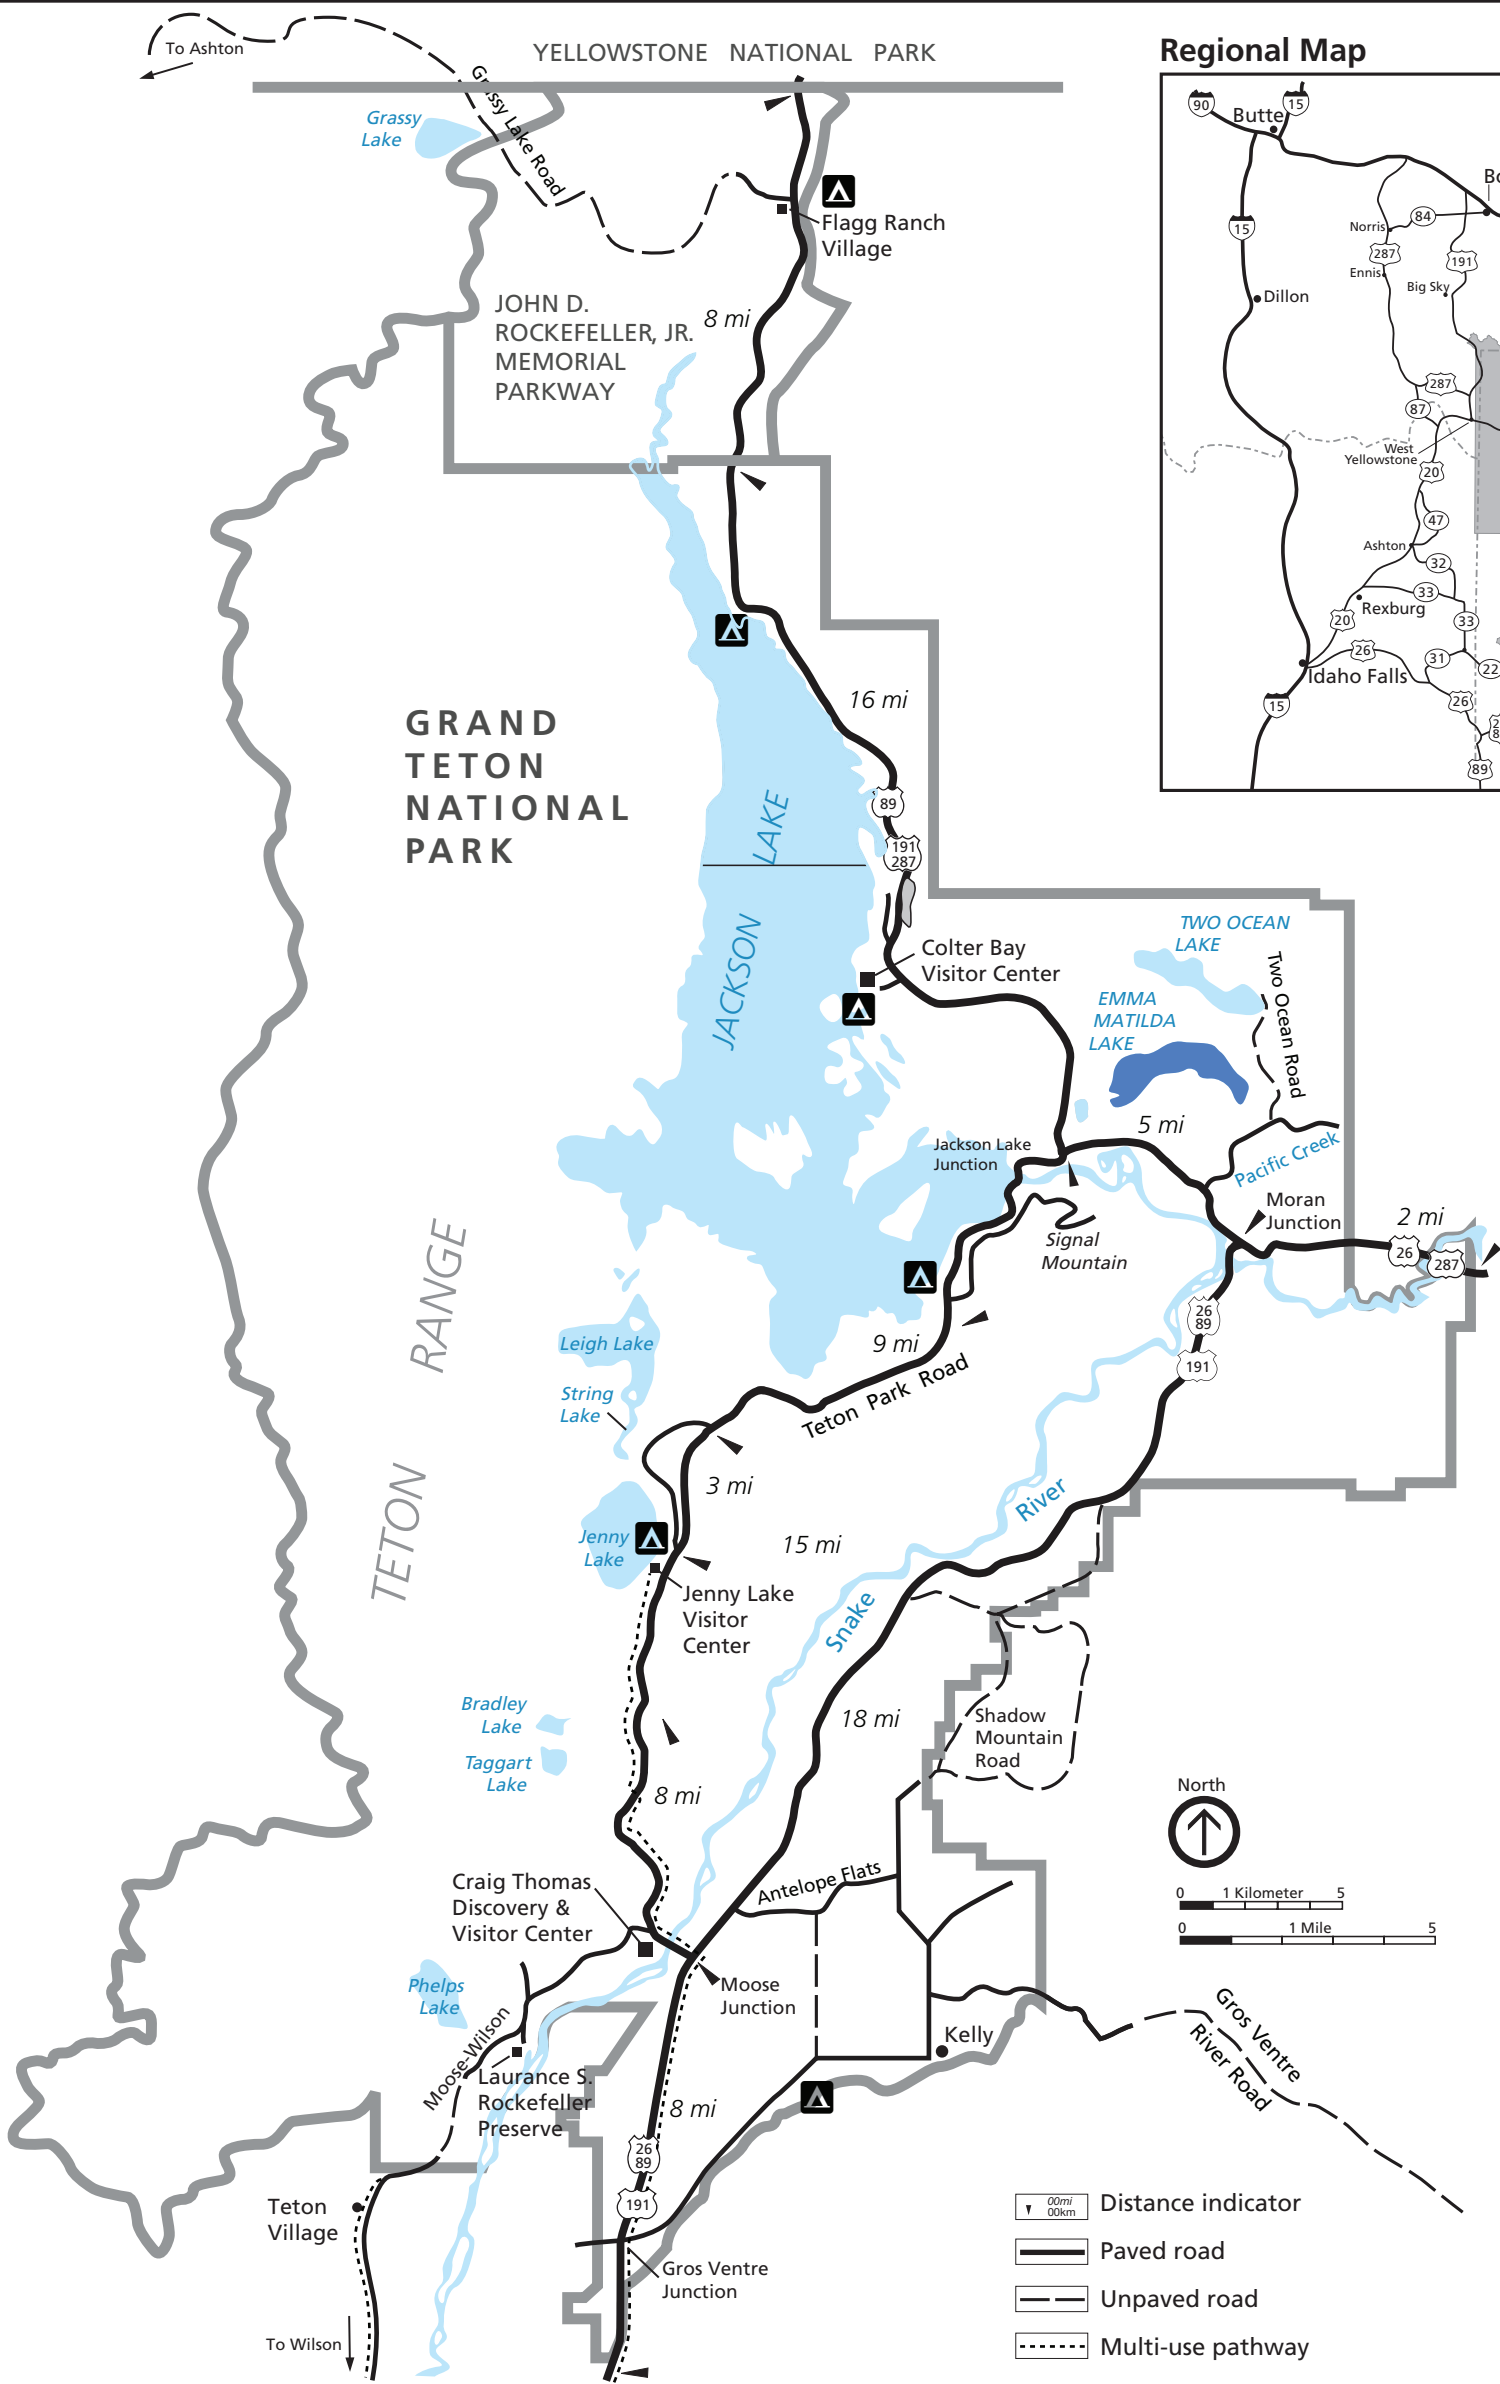 To Ashton
YELLOWSTONE NATIONAL PARK
Regional Map
Grassy Lake Road
Grassy
Lake
Flagg Ranch
Village
JOHN D.
ROCKEFELLER, JR.
MEMORIAL
PARKWAY
8 mi
90
15
Butte
84
Norris
287
191
15
Ennis
Big Sky
Dillon
287
87
West
Yellowstone
20
47
Ashton
32
33
Rexburg
20
33
26
31
22
Idaho Falls
26
15
89
16 mi
GRAND
TETON
NATIONAL
PARK
89
191
287
JACKSON LAKE
Colter Bay
Visitor Center
TWO OCEAN
LAKE
Two Ocean Road
EMMA
MATILDA
LAKE
5 mi
Jackson Lake
Junction
Pacific Creek
Moran
Junction
2 mi
26
287
Signal
Mountain
26
89
191
TETON RANGE
Leigh Lake
9 mi
Teton Park Road
String
Lake
3 mi
River
Snake
15 mi
Jenny
Lake
Jenny Lake
Visitor
Center
Bradley
Lake
Taggart
Lake
18 mi
Shadow
Mountain
Road
8 mi
North
0 1 Kilometer 5
0 1 Mile 5
Craig Thomas
Discovery &
Visitor Center
Antelope Flats
Phelps
Lake
Moose
Junction
Moose-Wilson
Kelly
Gros Ventre
River Road
Laurance S.
Rockefeller
Preserve
8 mi
26
89
191
Teton
Village
Gros Ventre
Junction
To Wilson
00mi
00km
Distance indicator
Paved road
Unpaved road
Multi-use pathway